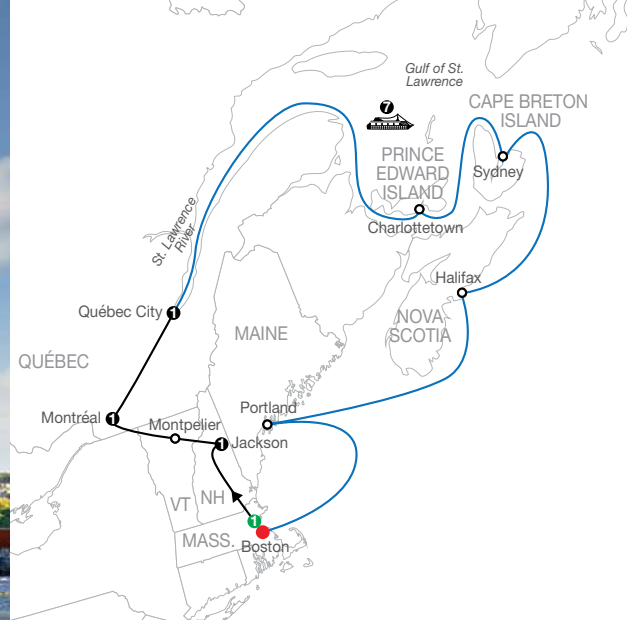 Gulf of St.
Lawrence
7
CAPE BRETON
ISLAND
PRINCE
EDWARD
ISLAND
Sydney
Charlottetown
St. Lawrence
River
Halifax
Québec City
1
MAINE
NOVA
SCOTIA
QUÉBEC
Portland
Montréal
1
Montpelier
1
Jackson
VT
NH
1
MASS.
Boston